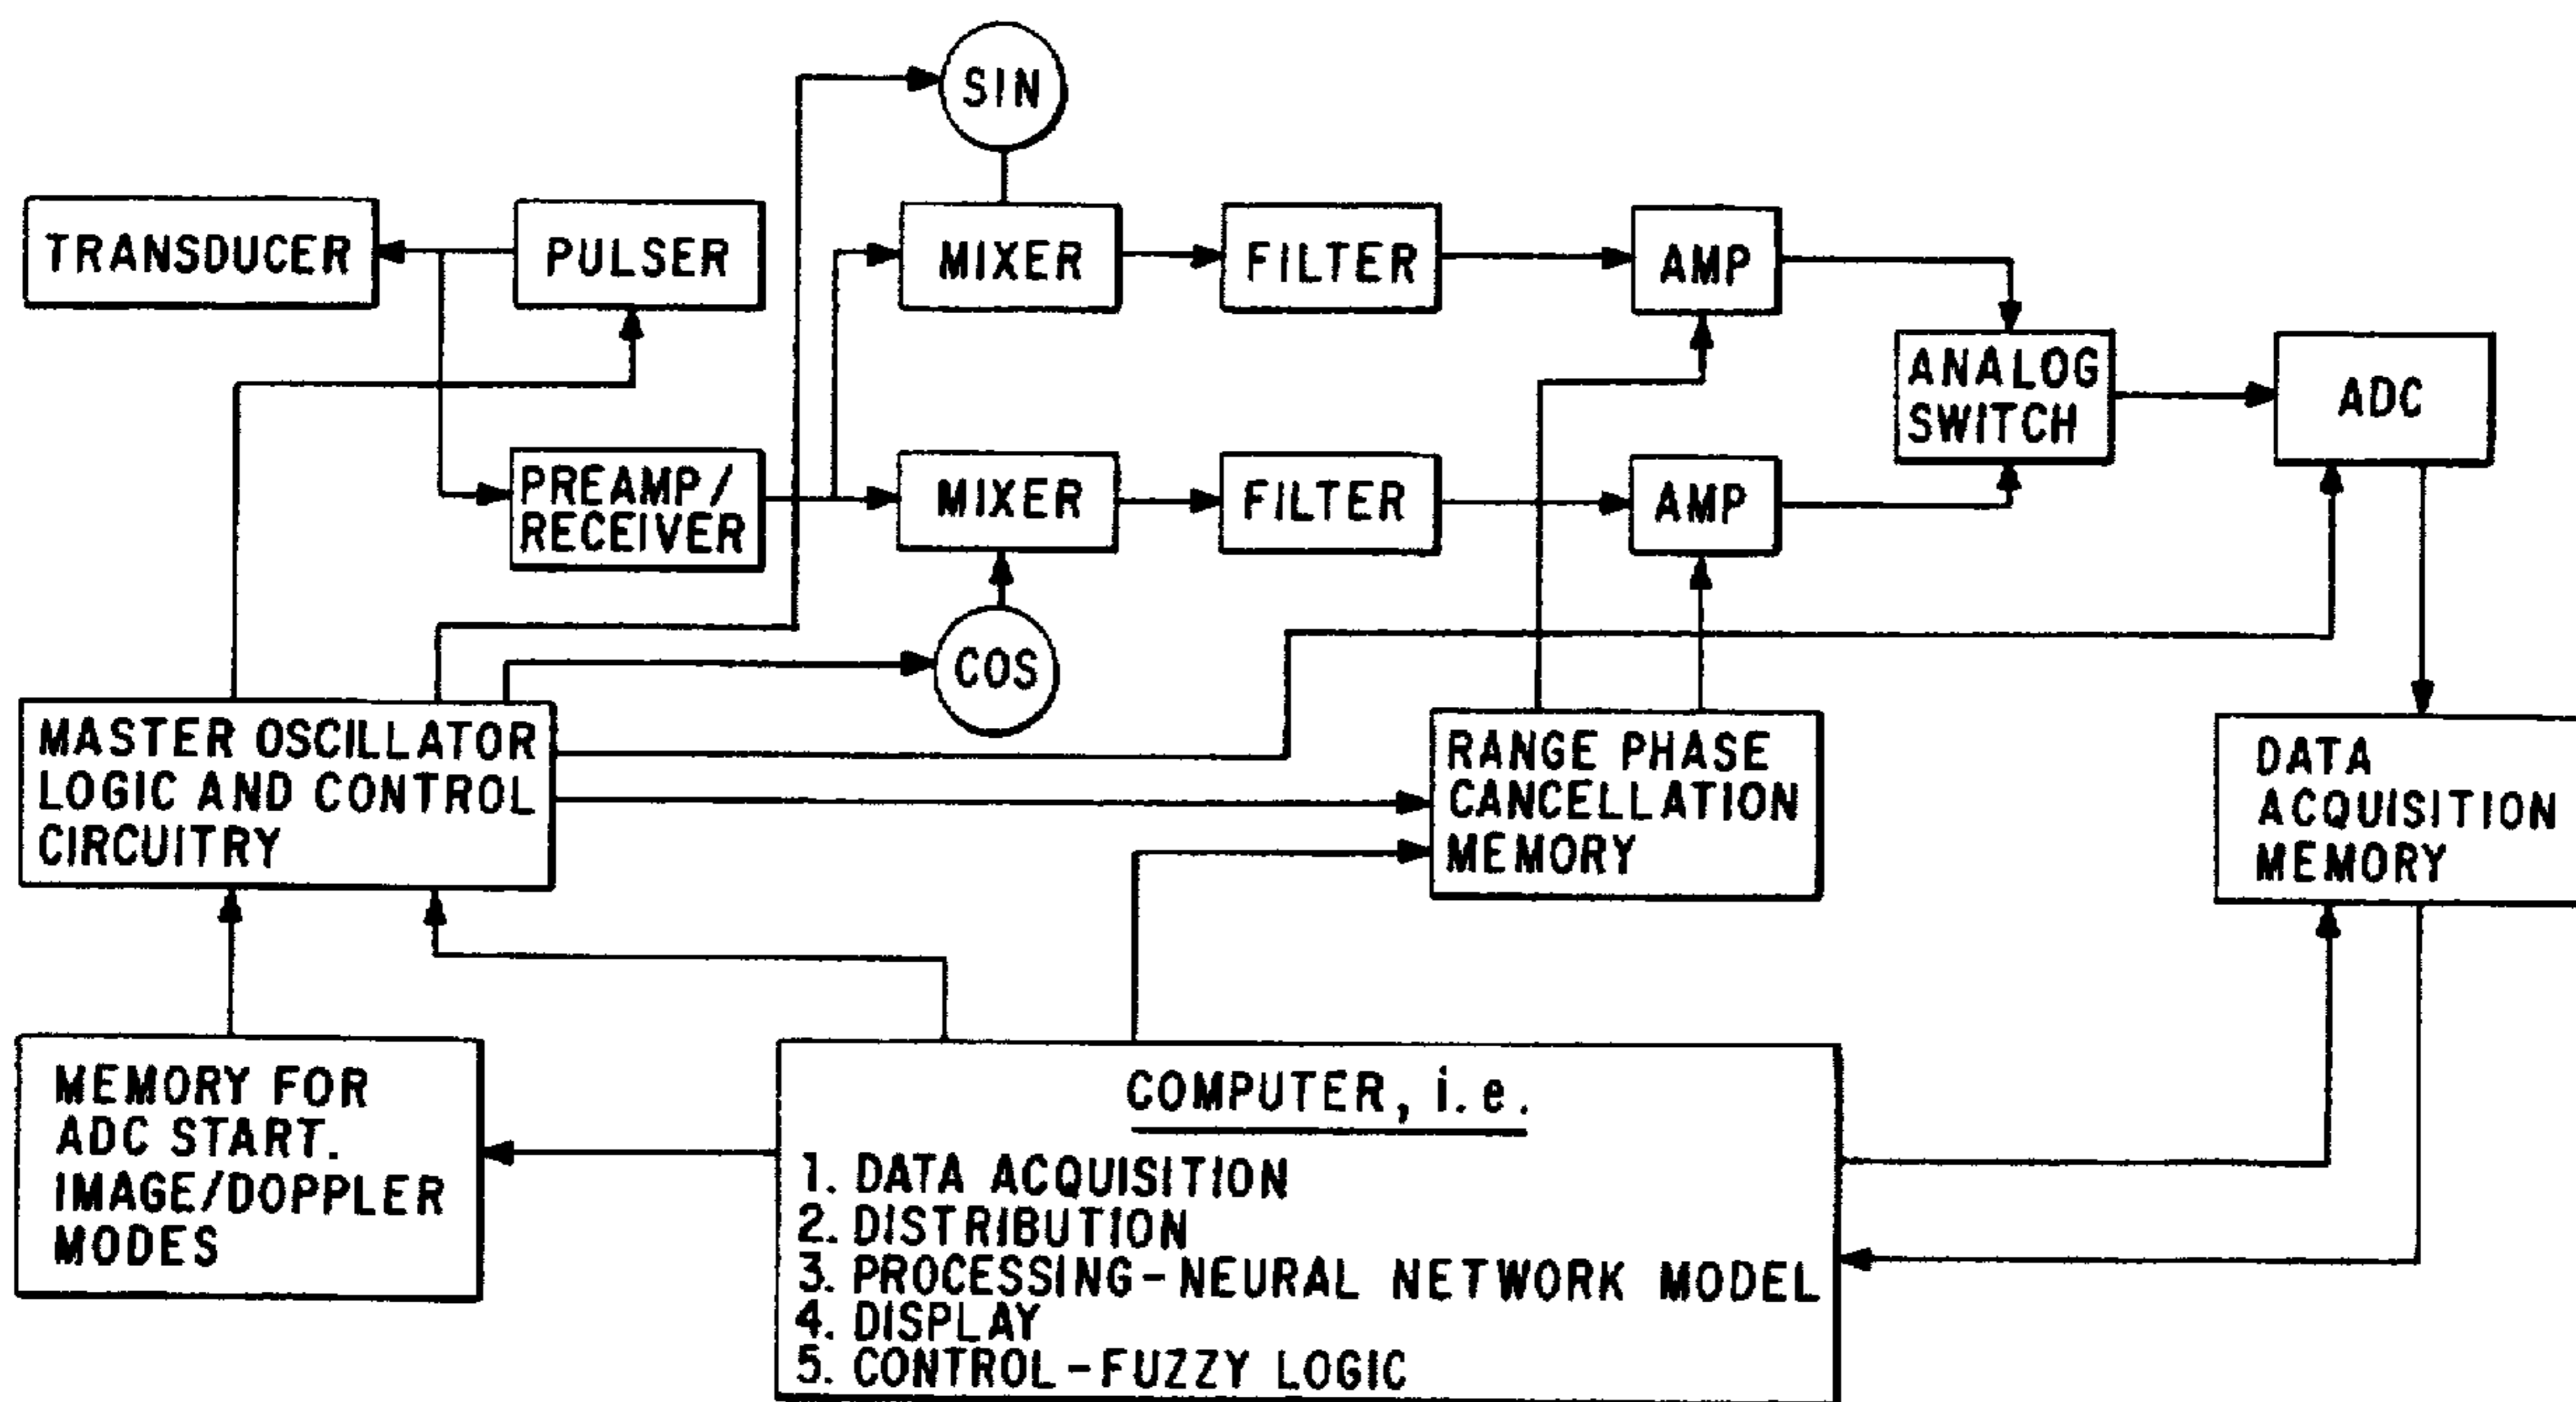 SIN
TRANSDUCER
PULSER
MIXER
FILTER
AMP
ANALOG
SWITCH
ADC
PREAMP/
RECEIVER
MIXER
FILTER
AMP
COS
MASTER OSCILLATOR
LOGIC AND CONTROL
CIRCUITRY
RANGE PHASE
CANCELLATION
MEMORY
DATA
ACQUISITION
MEMORY
MEMORY FOR
ADC START.
IMAGE/DOPPLER
MODES
COMPUTER, i.e.
1. DATA ACQUISITION
2. DISTRIBUTION
3. PROCESSING-NEURAL NETWORK MODEL
4. DISPLAY
5. CONTROL-FUZZY LOGIC